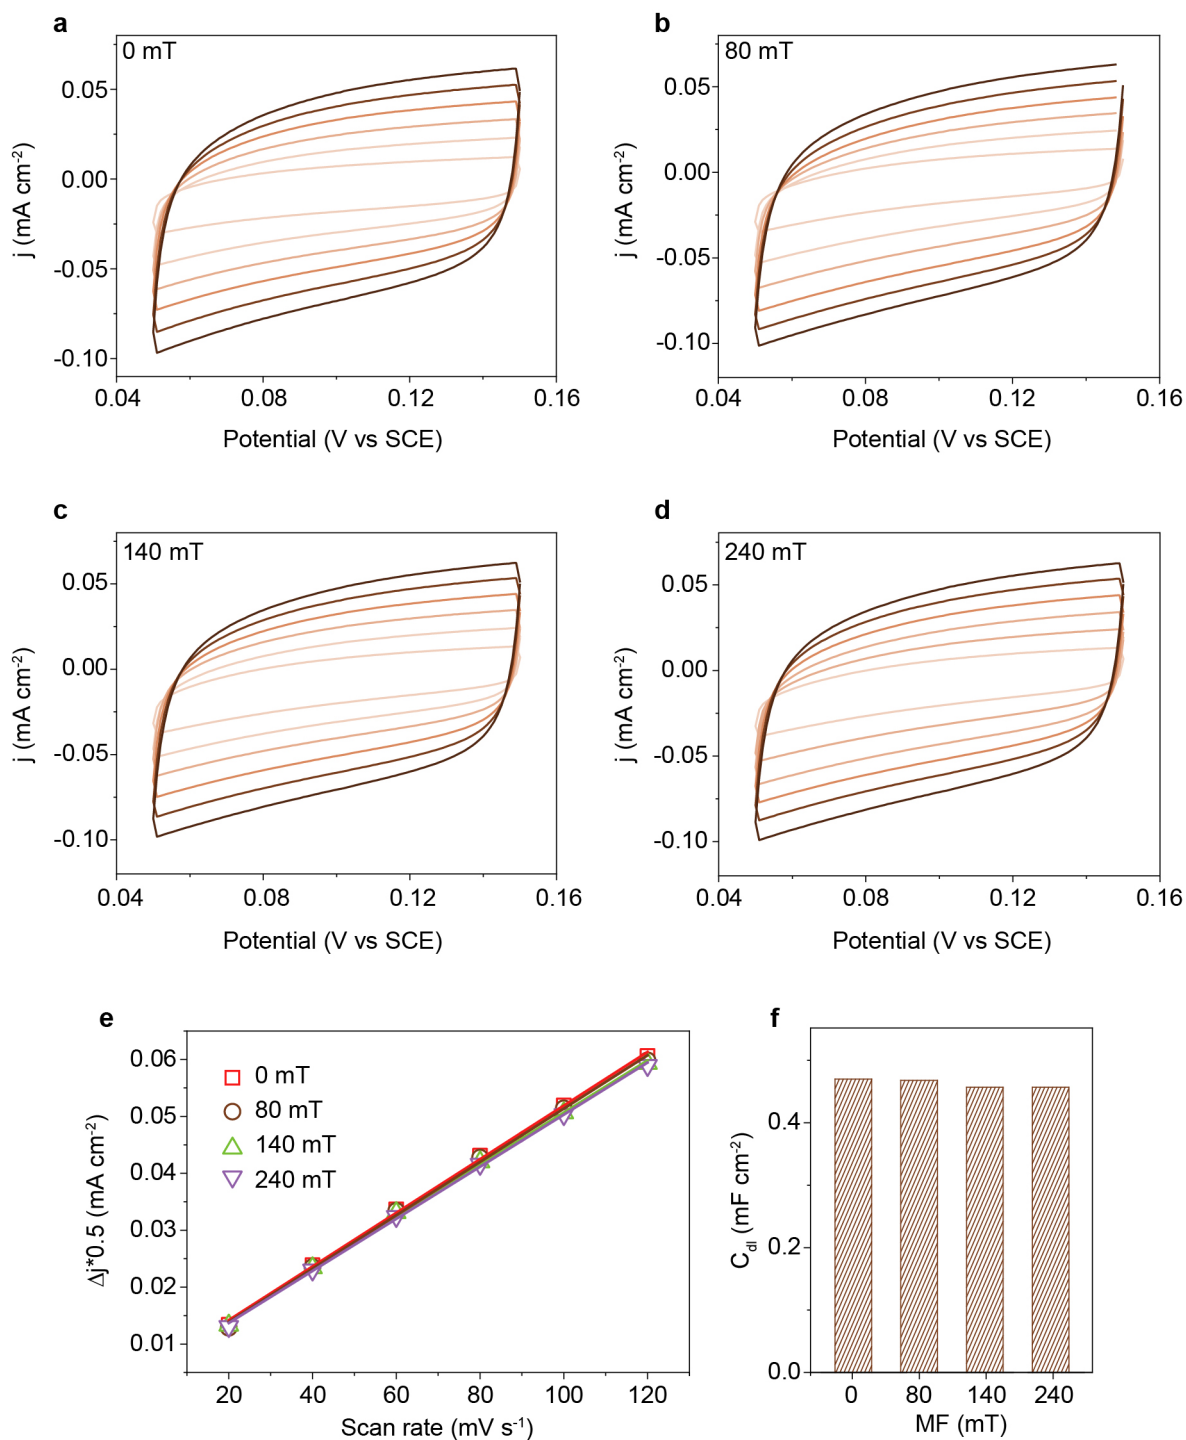 a
0 mT
0.05
0.00
-0.05
-0.10
j (mA cm⁻²)
0.04 0.08 0.12 0.16
Potential (V vs SCE)
b
80 mT
0.05
0.00
-0.05
-0.10
j (mA cm⁻²)
0.04 0.08 0.12 0.16
Potential (V vs SCE)
c
140 mT
0.05
0.00
-0.05
-0.10
j (mA cm⁻²)
0.04 0.08 0.12 0.16
Potential (V vs SCE)
d
240 mT
0.05
0.00
-0.05
-0.10
j (mA cm⁻²)
0.04 0.08 0.12 0.16
Potential (V vs SCE)
e
0.06
0.05
0.04
0.03
0.02
0.01
Δj*0.5 (mA cm⁻²)
0 mT
80 mT
140 mT
240 mT
20 40 60 80 100 120
Scan rate (mV s⁻¹)
f
0.4
0.2
0.0
C_dl (mF cm⁻²)
0 80 140 240
MF (mT)